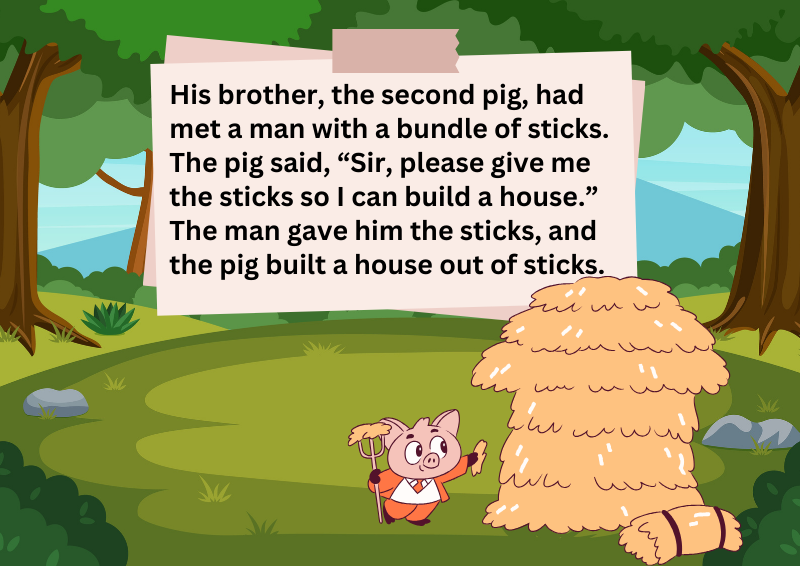 His brother, the second pig, had
met a man with a bundle of sticks.
The pig said, “Sir, please give me
the sticks so I can build a house.”
The man gave him the sticks, and
the pig built a house out of sticks.